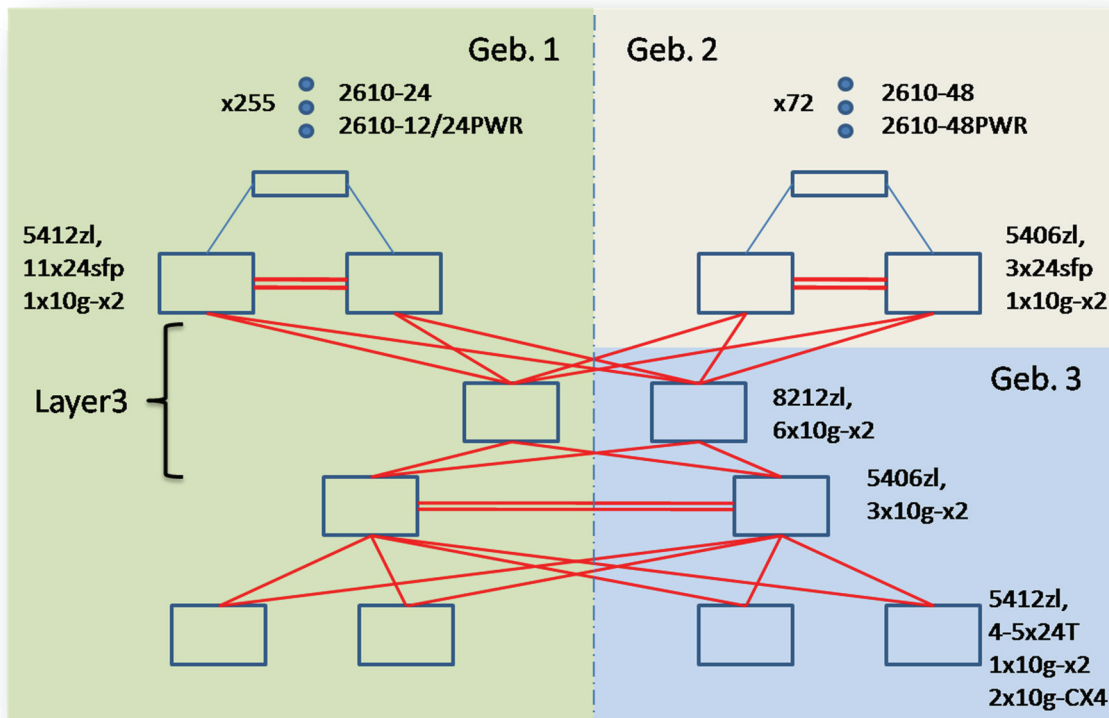 Geb. 1
Geb. 2
x255
2610-24
2610-12/24PWR
x72
2610-48
2610-48PWR
5412zl,
11x24sfp
1x10g-x2
5406zl,
3x24sfp
1x10g-x2
Layer3
Geb. 3
8212zl,
6x10g-x2
5406zl,
3x10g-x2
5412zl,
4-5x24T
1x10g-x2
2x10g-CX4